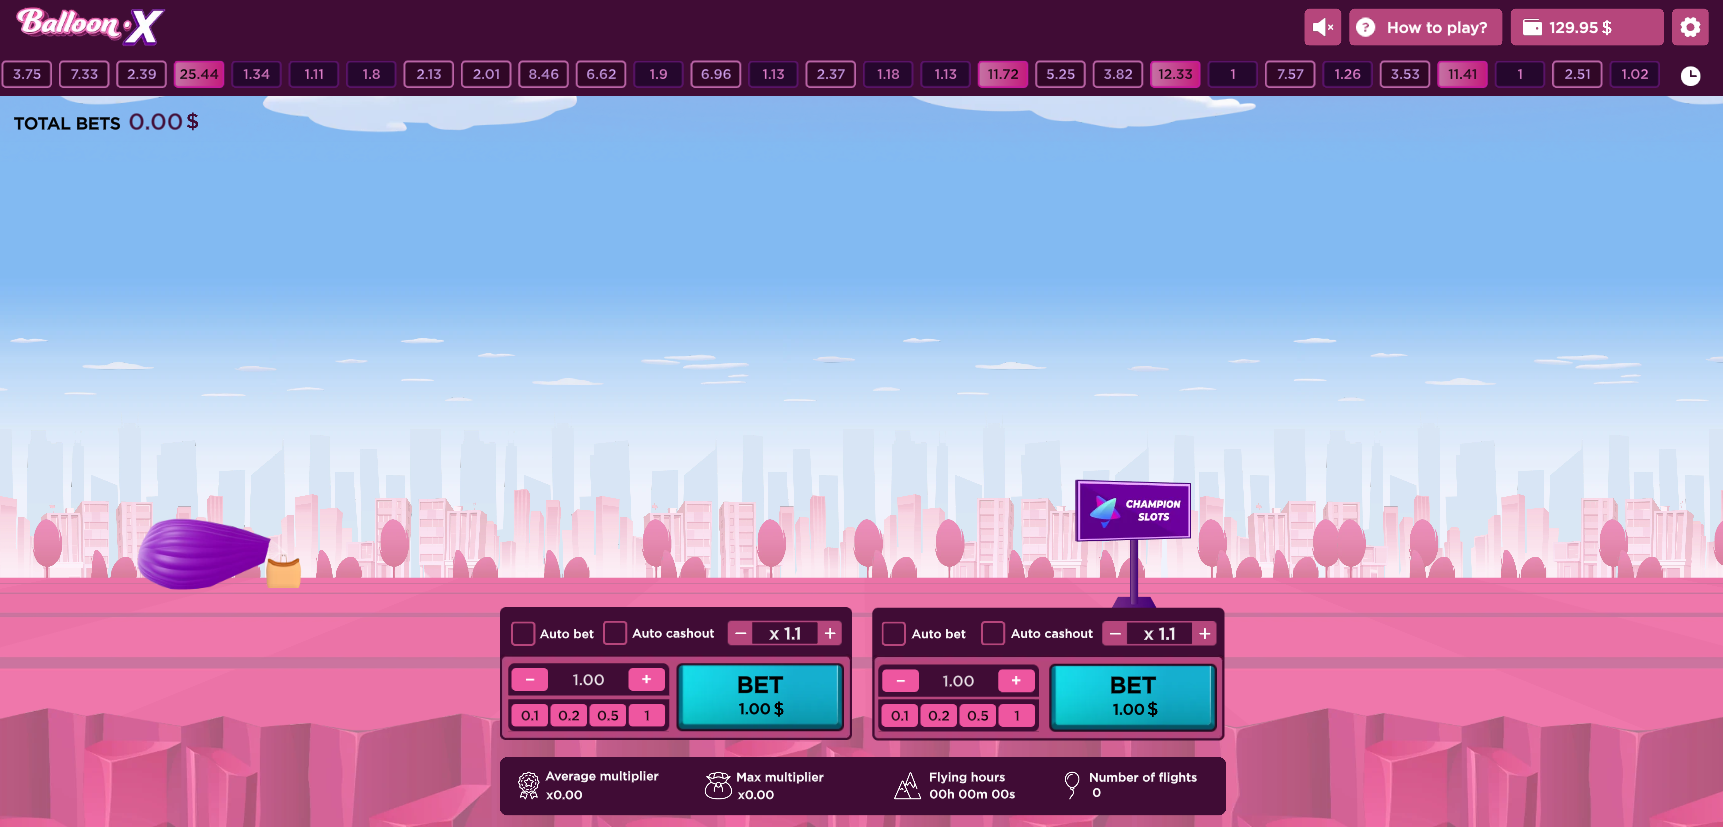 Balloon·X
? How to play?
129.95 $
3.75 7.33 2.39 25.44 1.34 1.11 1.8 2.13 2.01 8.46 6.62 1.9 6.96 1.13 2.37 1.18 1.13 11.72 5.25 3.82 12.33 1 7.57 1.26 3.53 11.41 1 2.51 1.02
TOTAL BETS 0.00 $
CHAMPION
SLOTS
Auto bet Auto cashout − x 1.1 +
− 1.00 +
0.1 0.2 0.5 1
BET
1.00 $
Auto bet Auto cashout − x 1.1 +
− 1.00 +
0.1 0.2 0.5 1
BET
1.00 $
Average multiplier
x0.00
Max multiplier
x0.00
Flying hours
00h 00m 00s
Number of flights
0